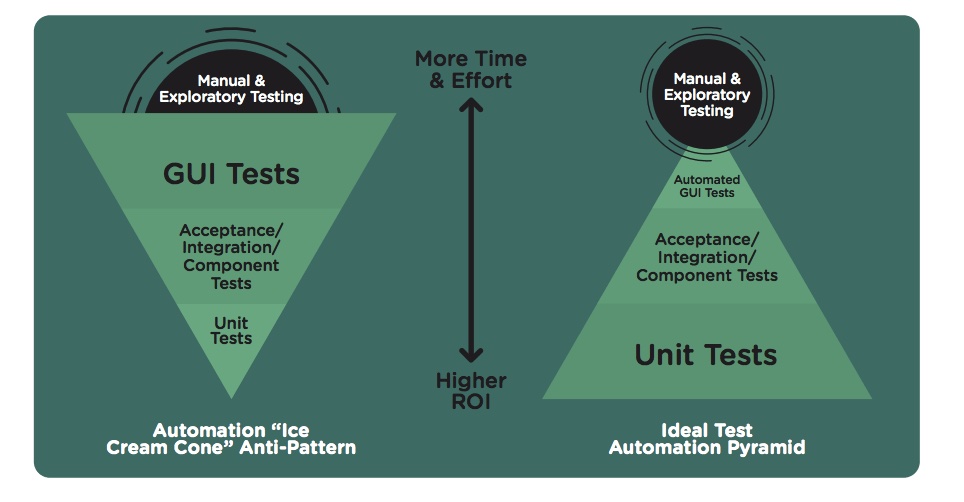 Manual &
Exploratory Testing
GUI Tests
Acceptance/
Integration/
Component
Tests
Unit
Tests
Automation “Ice
Cream Cone” Anti-Pattern
More Time
& Effort
Higher
ROI
Manual &
Exploratory
Testing
Automated
GUI Tests
Acceptance/
Integration/
Component Tests
Unit Tests
Ideal Test
Automation Pyramid